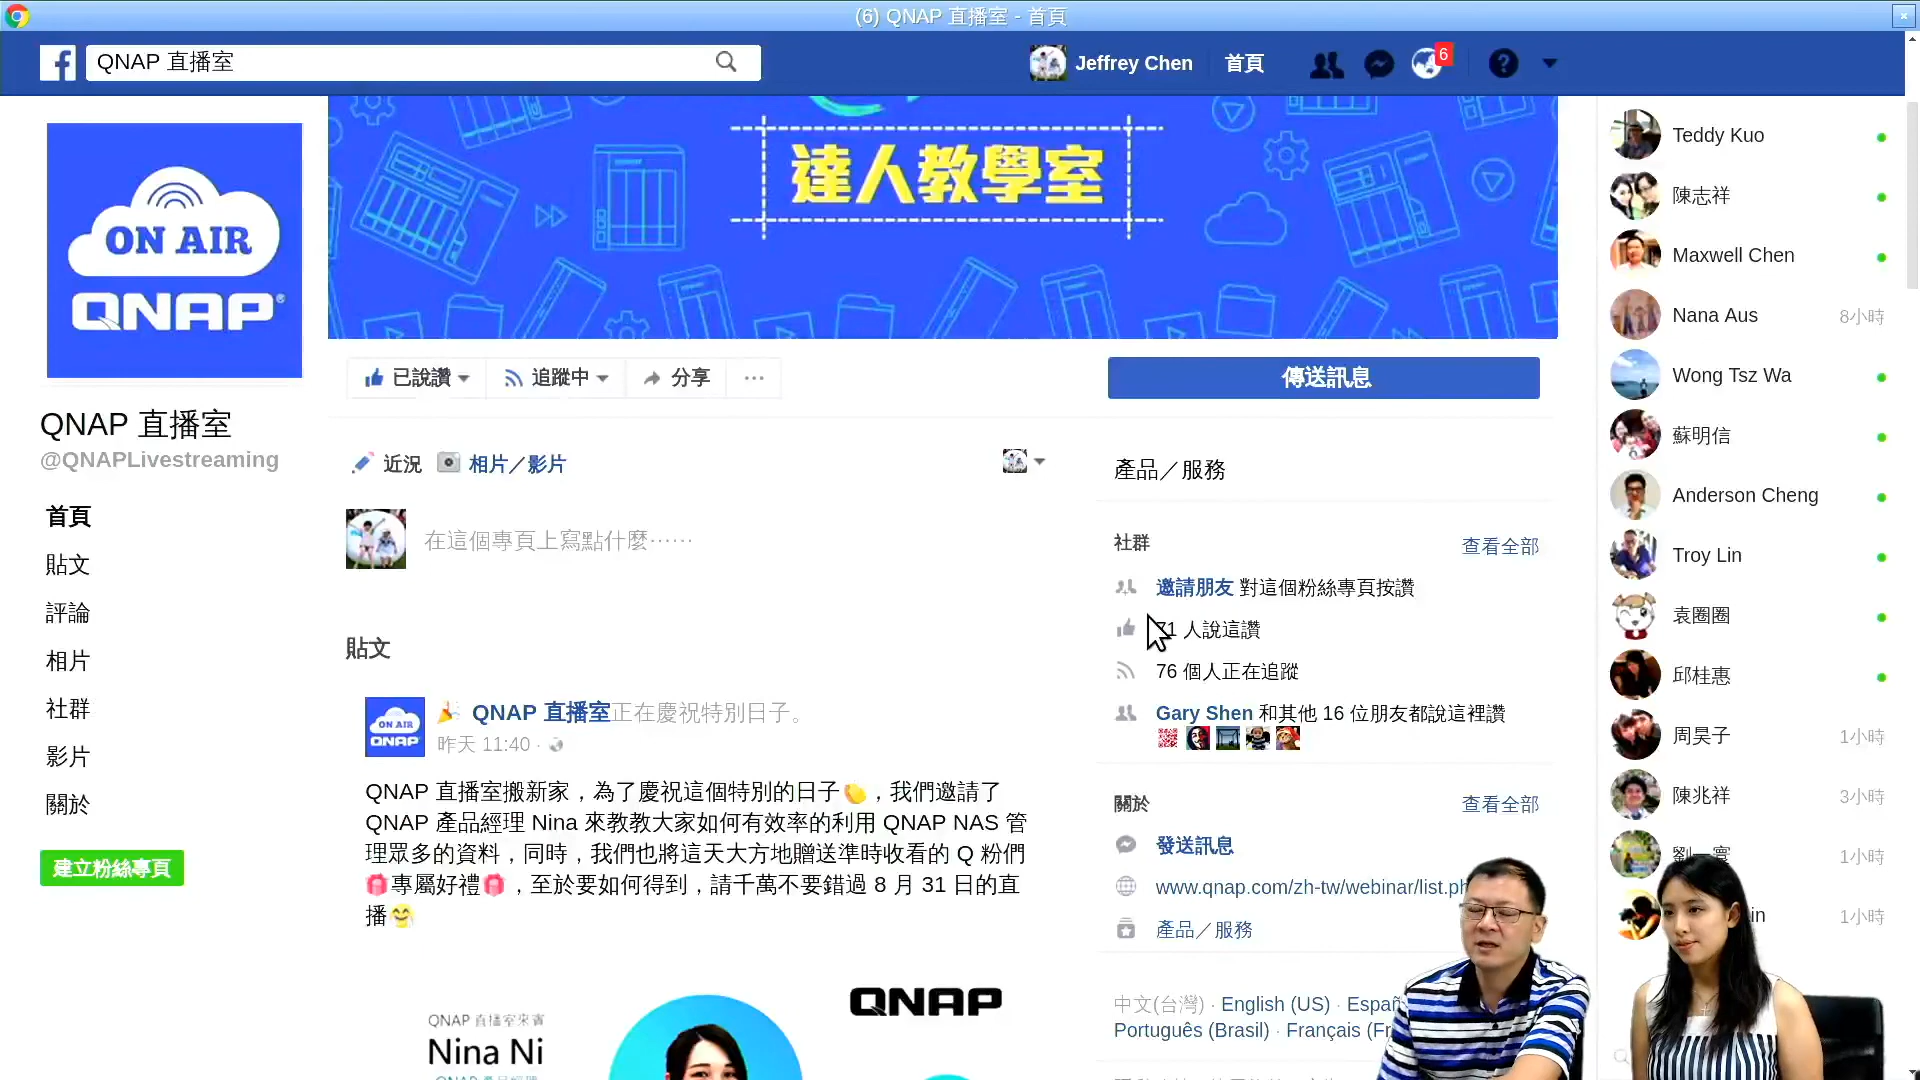 (6) QNAP 直播室 - 首頁
QNAP 直播室
Jeffrey Chen
首頁
6
達人教學室
ON AIR
QNAP
已說讚
追蹤中
分享
傳送訊息
QNAP 直播室
@QNAPLivestreaming
首頁
貼文
評論
相片
社群
影片
關於
建立粉絲專頁
近況
相片／影片
在這個專頁上寫點什麼⋯⋯
貼文
ON AIR
QNAP
QNAP 直播室正在慶祝特別日子。
昨天 11:40 ·
QNAP 直播室搬新家，為了慶祝這個特別的日子👏，我們邀請了
QNAP 產品經理 Nina 來教教大家如何有效率的利用 QNAP NAS 管
理眾多的資料，同時，我們也將這天大方地贈送準時收看的 Q 粉們
🎁專屬好禮🎁，至於要如何得到，請千萬不要錯過 8 月 31 日的直
播😊
QNAP 直播室來賓
Nina Ni
QNAP 產品經理
QNAP
產品／服務
社群
查看全部
邀請朋友 對這個粉絲專頁按讚
71 人說這讚
76 個人正在追蹤
Gary Shen 和其他 16 位朋友都說這裡讚
關於
查看全部
發送訊息
www.qnap.com/zh-tw/webinar/list.ph
產品／服務
中文(台灣) · English (US) · Españ
Português (Brasil) · Français (Fr
Teddy Kuo
陳志祥
Maxwell Chen
Nana Aus
8小時
Wong Tsz Wa
蘇明信
Anderson Cheng
Troy Lin
袁圈圈
邱桂惠
周昊子
1小時
陳兆祥
3小時
劉一寰
1小時
in
1小時